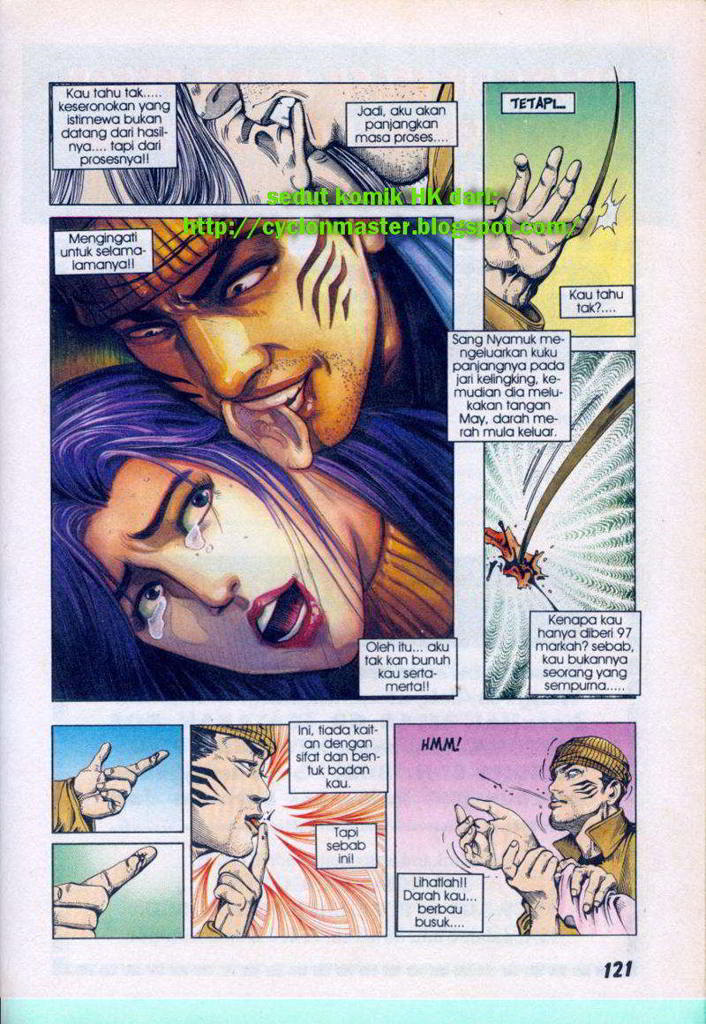 Kau tahu tak.....
keseronokan yang
istimewa bukan
datang dari hasil-
nya.... tapi dari
prosesnya!!
Jadi, aku akan
panjangkan
masa proses....
TETAPI...
sedut komik HK dari:
http://cyclonmaster.blogspot.com/
Mengingati
untuk selama-
lamanya!!
Kau tahu
tak?....
Sang Nyamuk me-
ngeluarkan kuku
panjangnya pada
jari kelingking, ke-
mudian dia melu-
kakan tangan
May, darah me-
rah mula keluar.
Oleh itu... aku
tak kan bunuh
kau serta-
merta!!
Kenapa kau
hanya diberi 97
markah? sebab,
kau bukannya
seorang yang
sempurna.....
Ini, tiada kait-
an dengan
sifat dan ben-
tuk badan
kau.
Tapi
sebab
ini!
HMM!
Lihatlah!!
Darah kau...
berbau
busuk....
121